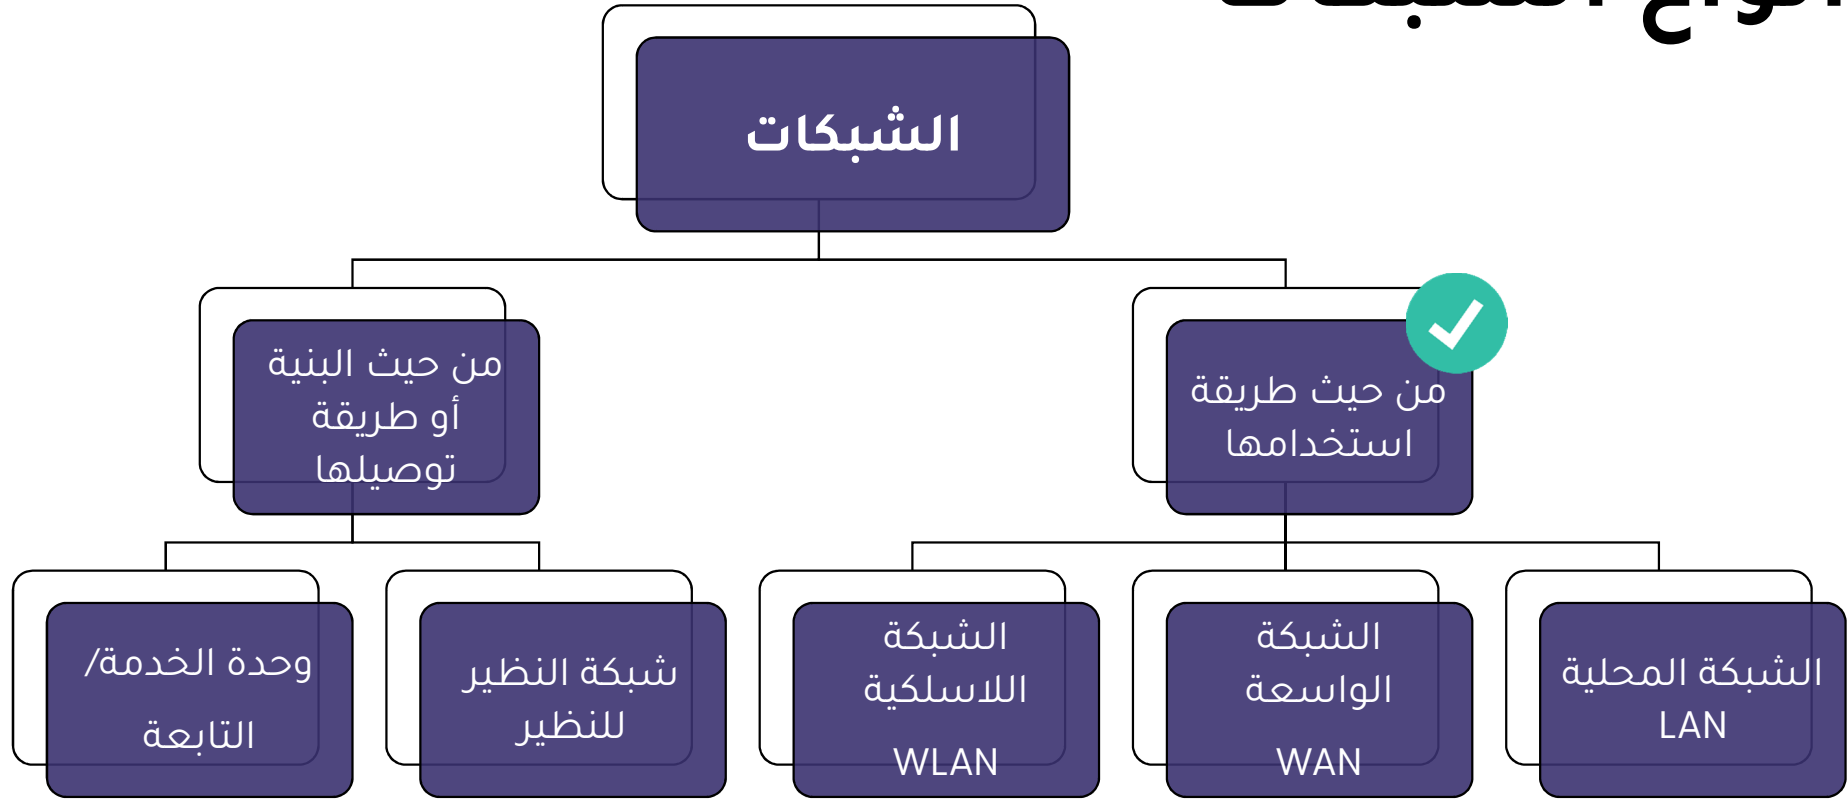 الشبكات
من حيث طريقة
استخدامها
من حيث البنية
أو طريقة
توصيلها
الشبكة المحلية
LAN
الشبكة
الواسعة
WAN
الشبكة
اللاسلكية
WLAN
شبكة النظير
للنظير
وحدة الخدمة/
التابعة